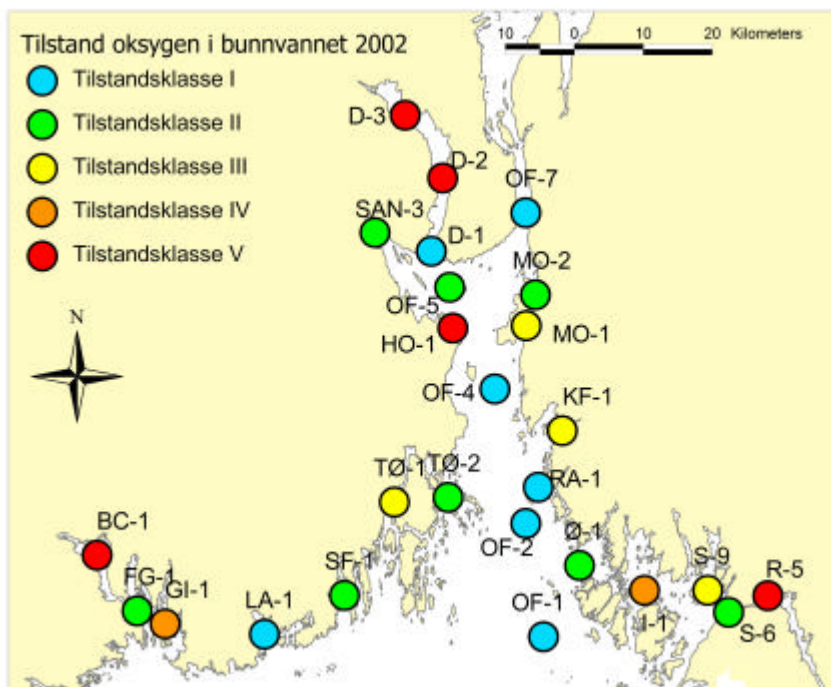 Tilstand oksygen i bunnvannet 2002
10 0 10 20 Kilometers
Tilstandsklasse I
Tilstandsklasse II
Tilstandsklasse III
Tilstandsklasse IV
Tilstandsklasse V
N
D-3
D-2
OF-7
SAN-3
D-1
MO-2
OF-5
HO-1
MO-1
OF-4
KF-1
TØ-1
TØ-2
RA-1
BC-1
OF-2
Ø-1
FG-1
GI-1
SF-1
S-9
R-5
LA-1
OF-1
I-1
S-6